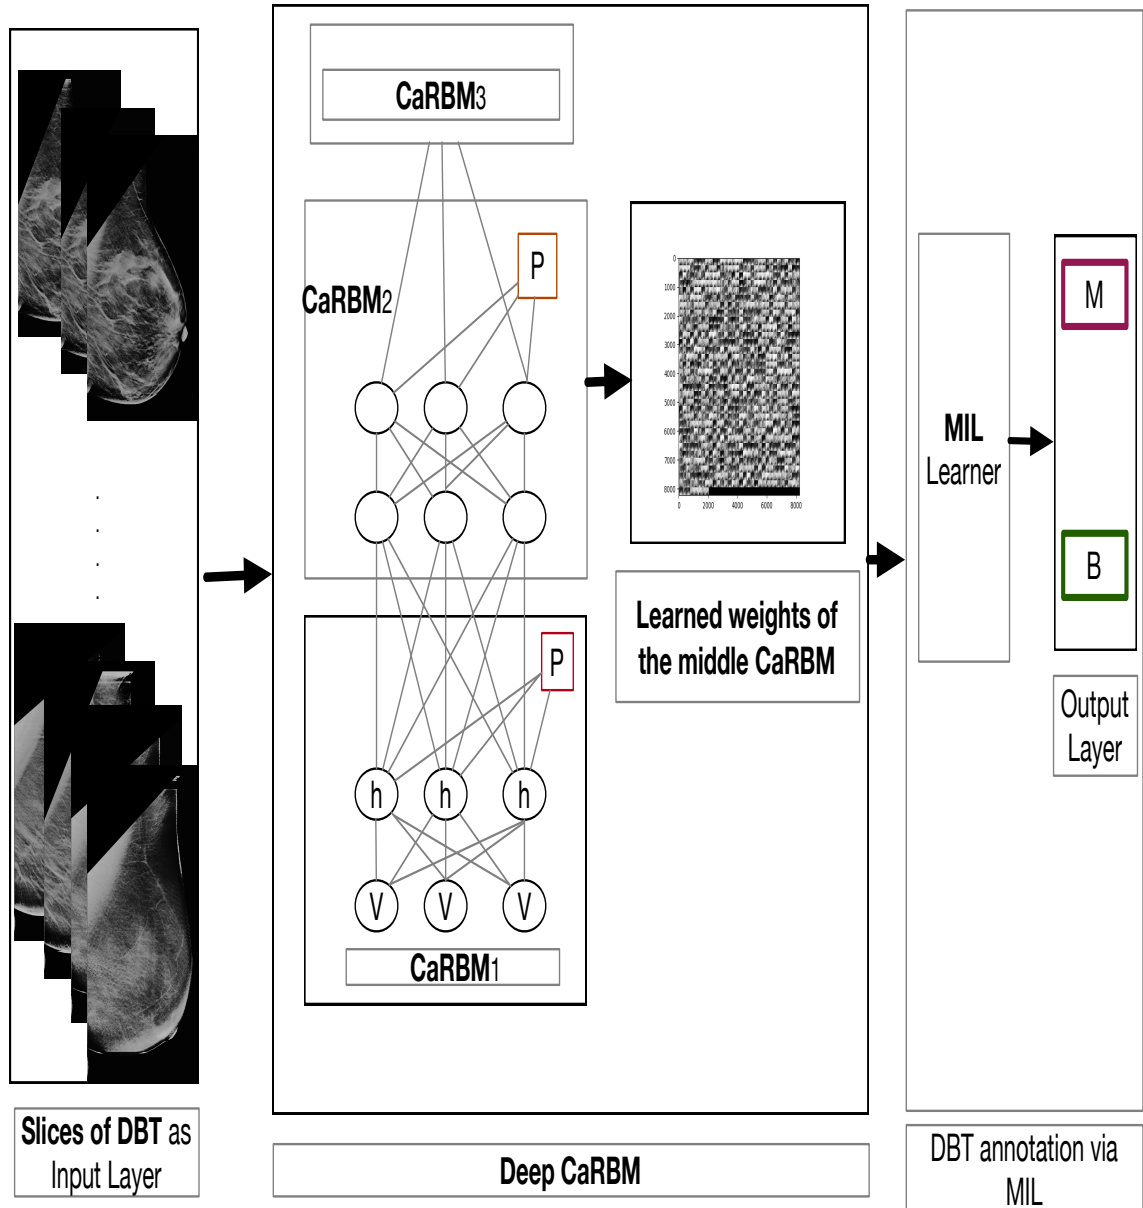 CaRBM3
P
CaRBM2
0
1000
2000
3000
4000
5000
6000
7000
8000
0 2000 4000 6000 8000
P
h h h
V V V
CaRBM1
Learned weights of
the middle CaRBM
MIL
Learner
M
B
Output
Layer
Slices of DBT as
Input Layer
Deep CaRBM
DBT annotation via
MIL